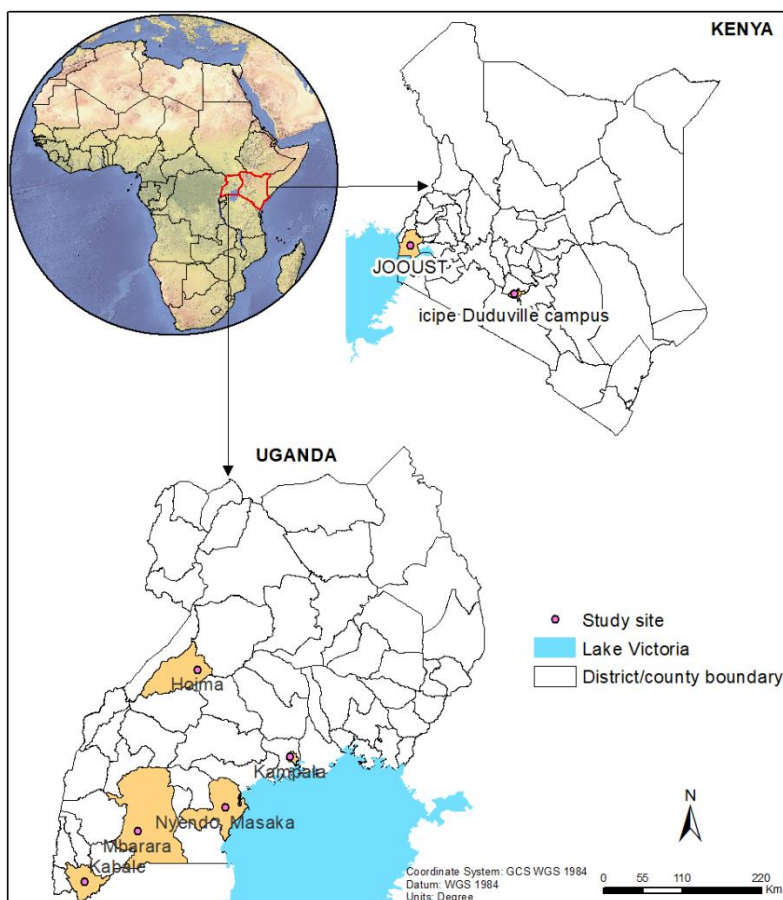 KENYA
JOOUST
icipe Duduville campus
UGANDA
Study site
Lake Victoria
District/county boundary
Hoima
Kampala
Nyendo, Masaka
Mbarara
Kabale
N
Coordinate System: GCS WGS 1984
Datum: WGS 1984
Units: Degree
0 55 110 220
Km